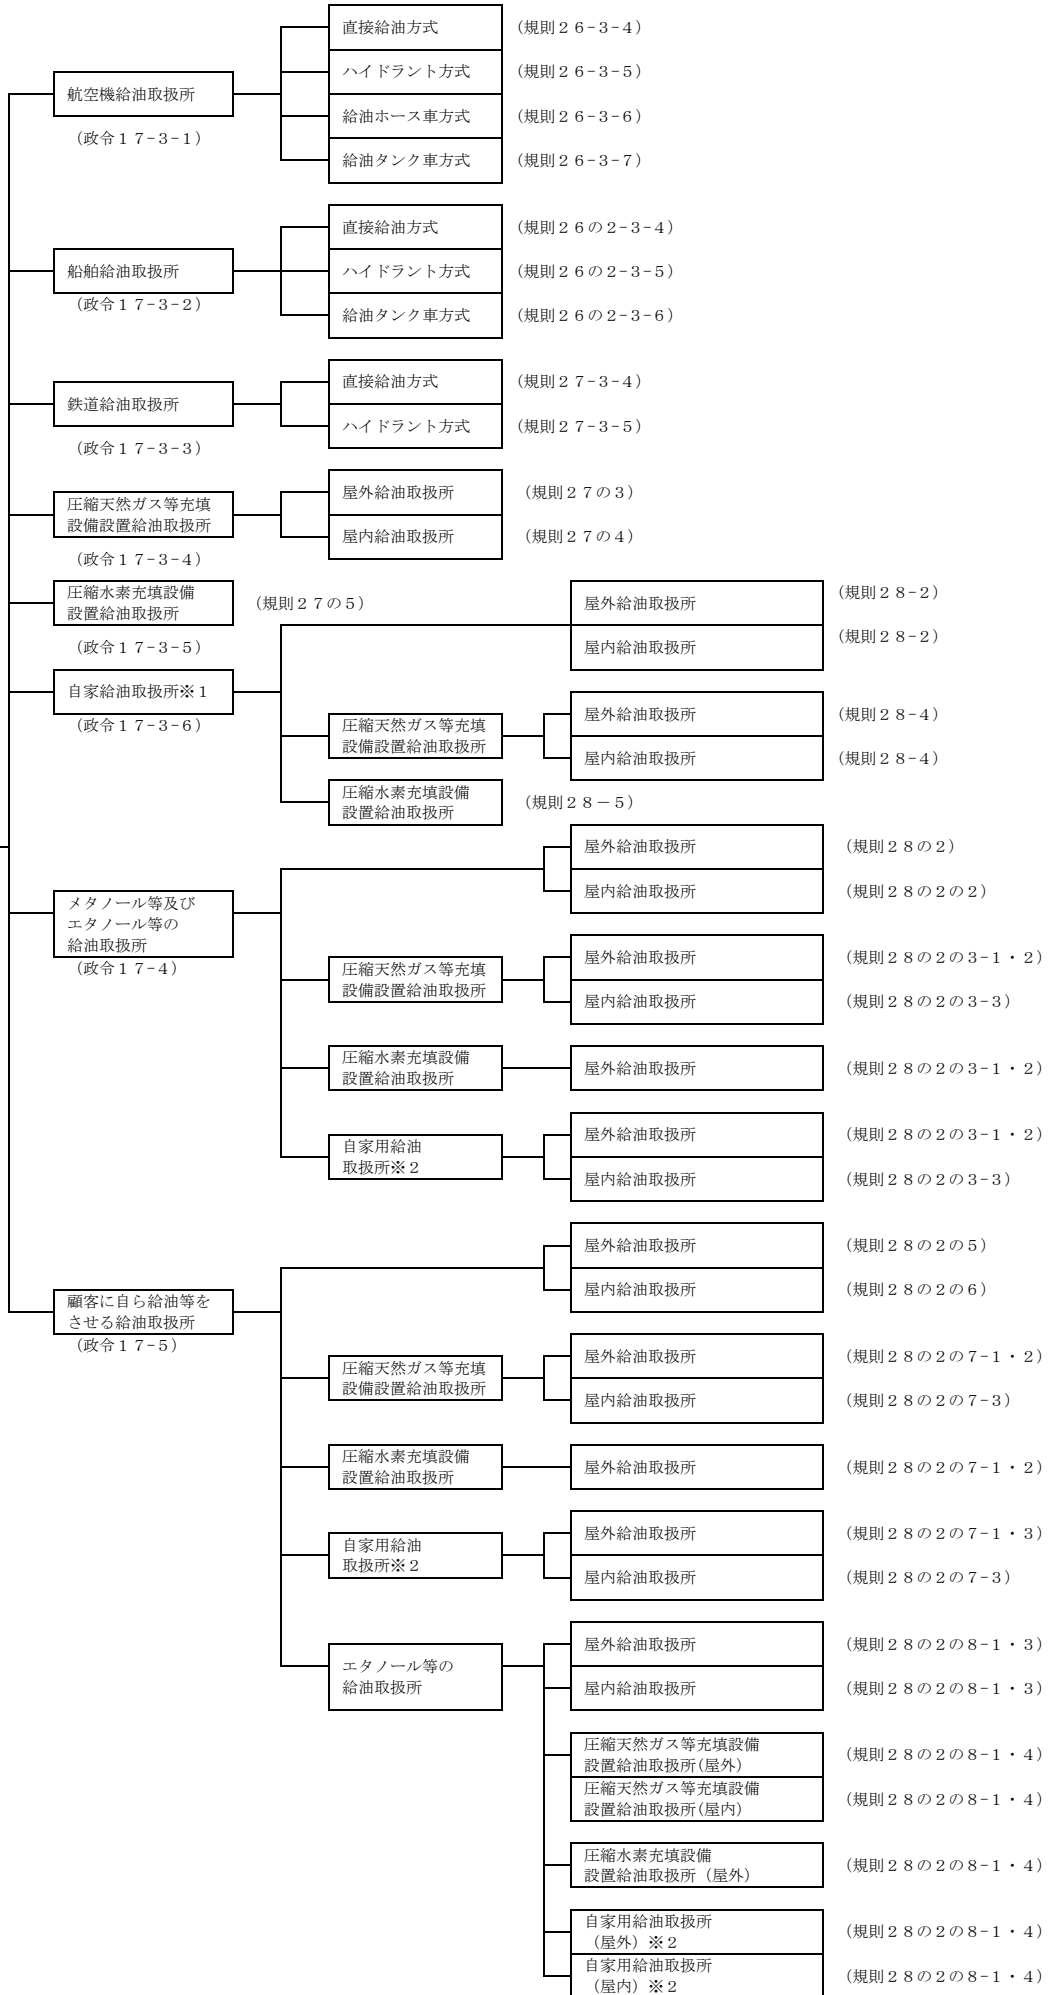 直接給油方式 （規則２６−３−４）
ハイドラント方式 （規則２６−３−５）
航空機給油取扱所
給油ホース車方式 （規則２６−３−６）
（政令１７−３−１）
給油タンク車方式 （規則２６−３−７）
直接給油方式 （規則２６の２−３−４）
船舶給油取扱所 ハイドラント方式 （規則２６の２−３−５）
（政令１７−３−２）
給油タンク車方式 （規則２６の２−３−６）
直接給油方式 （規則２７−３−４）
鉄道給油取扱所
ハイドラント方式 （規則２７−３−５）
（政令１７−３−３）
圧縮天然ガス等充填
設備設置給油取扱所
（政令１７−３−４）
屋外給油取扱所 （規則２７の３）
屋内給油取扱所 （規則２７の４）
圧縮水素充填設備
設置給油取扱所
（規則２７の５）
（政令１７−３−５）
自家給油取扱所※１
（政令１７−３−６）
屋外給油取扱所 （規則２８−２）
屋内給油取扱所 （規則２８−２）
圧縮天然ガス等充填
設備設置給油取扱所
屋外給油取扱所 （規則２８−４）
屋内給油取扱所 （規則２８−４）
圧縮水素充填設備
設置給油取扱所
（規則２８－５）
メタノール等及び
エタノール等の
給油取扱所
（政令１７−４）
屋外給油取扱所 （規則２８の２）
屋内給油取扱所 （規則２８の２の２）
圧縮天然ガス等充填
設備設置給油取扱所
屋外給油取扱所 （規則２８の２の３−１・２）
屋内給油取扱所 （規則２８の２の３−３）
圧縮水素充填設備
設置給油取扱所
屋外給油取扱所 （規則２８の２の３−１・２）
自家用給油
取扱所※２
屋外給油取扱所 （規則２８の２の３−１・２）
屋内給油取扱所 （規則２８の２の３−３）
顧客に自ら給油等を
させる給油取扱所
（政令１７−５）
屋外給油取扱所 （規則２８の２の５）
屋内給油取扱所 （規則２８の２の６）
圧縮天然ガス等充填
設備設置給油取扱所
屋外給油取扱所 （規則２８の２の７−１・２）
屋内給油取扱所 （規則２８の２の７−３）
圧縮水素充填設備
設置給油取扱所
屋外給油取扱所 （規則２８の２の７−１・２）
自家用給油
取扱所※２
屋外給油取扱所 （規則２８の２の７−１・３）
屋内給油取扱所 （規則２８の２の７−３）
エタノール等の
給油取扱所
屋外給油取扱所 （規則２８の２の８−１・３）
屋内給油取扱所 （規則２８の２の８−１・３）
圧縮天然ガス等充填設備
設置給油取扱所（屋外）
（規則２８の２の８−１・４）
圧縮天然ガス等充填設備
設置給油取扱所（屋内）
（規則２８の２の８−１・４）
圧縮水素充填設備
設置給油取扱所（屋外）
（規則２８の２の８−１・４）
自家用給油取扱所
（屋外）※２
（規則２８の２の８−１・４）
自家用給油取扱所
（屋内）※２
（規則２８の２の８−１・４）